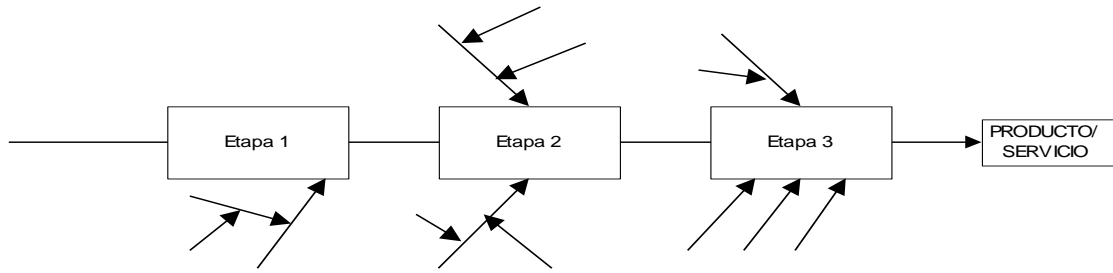 Etapa 1
Etapa 2
Etapa 3
PRODUCTO/
SERVICIO